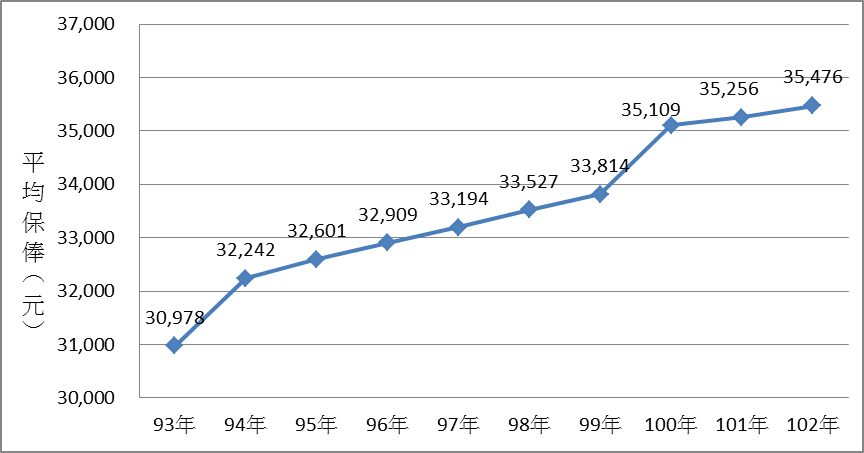 37,000
36,000
35,000
34,000
33,000
32,000
31,000
30,000
平均保俸（元）
30,978
32,242
32,601
32,909
33,194
33,527
33,814
35,109
35,256
35,476
93年
94年
95年
96年
97年
98年
99年
100年
101年
102年